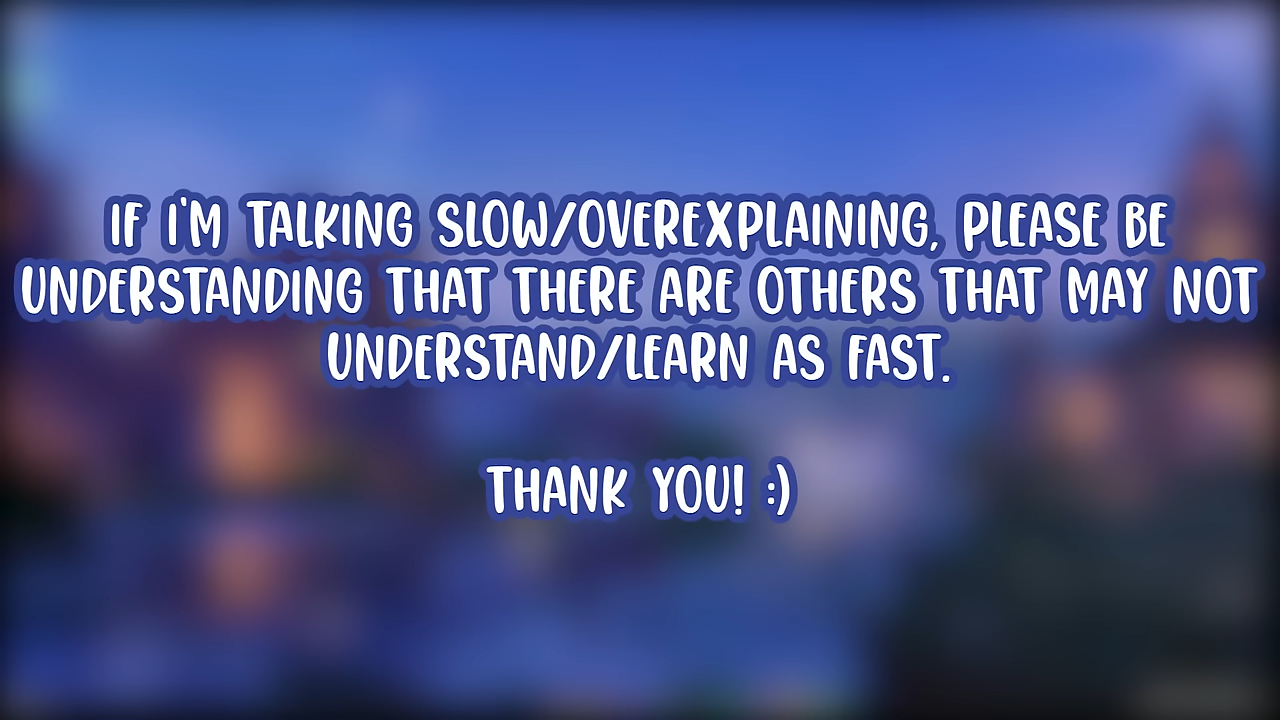 IF I'M TALKING SLOW/OVEREXPLAINING, PLEASE BE
UNDERSTANDING THAT THERE ARE OTHERS THAT MAY NOT
UNDERSTAND/LEARN AS FAST.
THANK YOU! :)